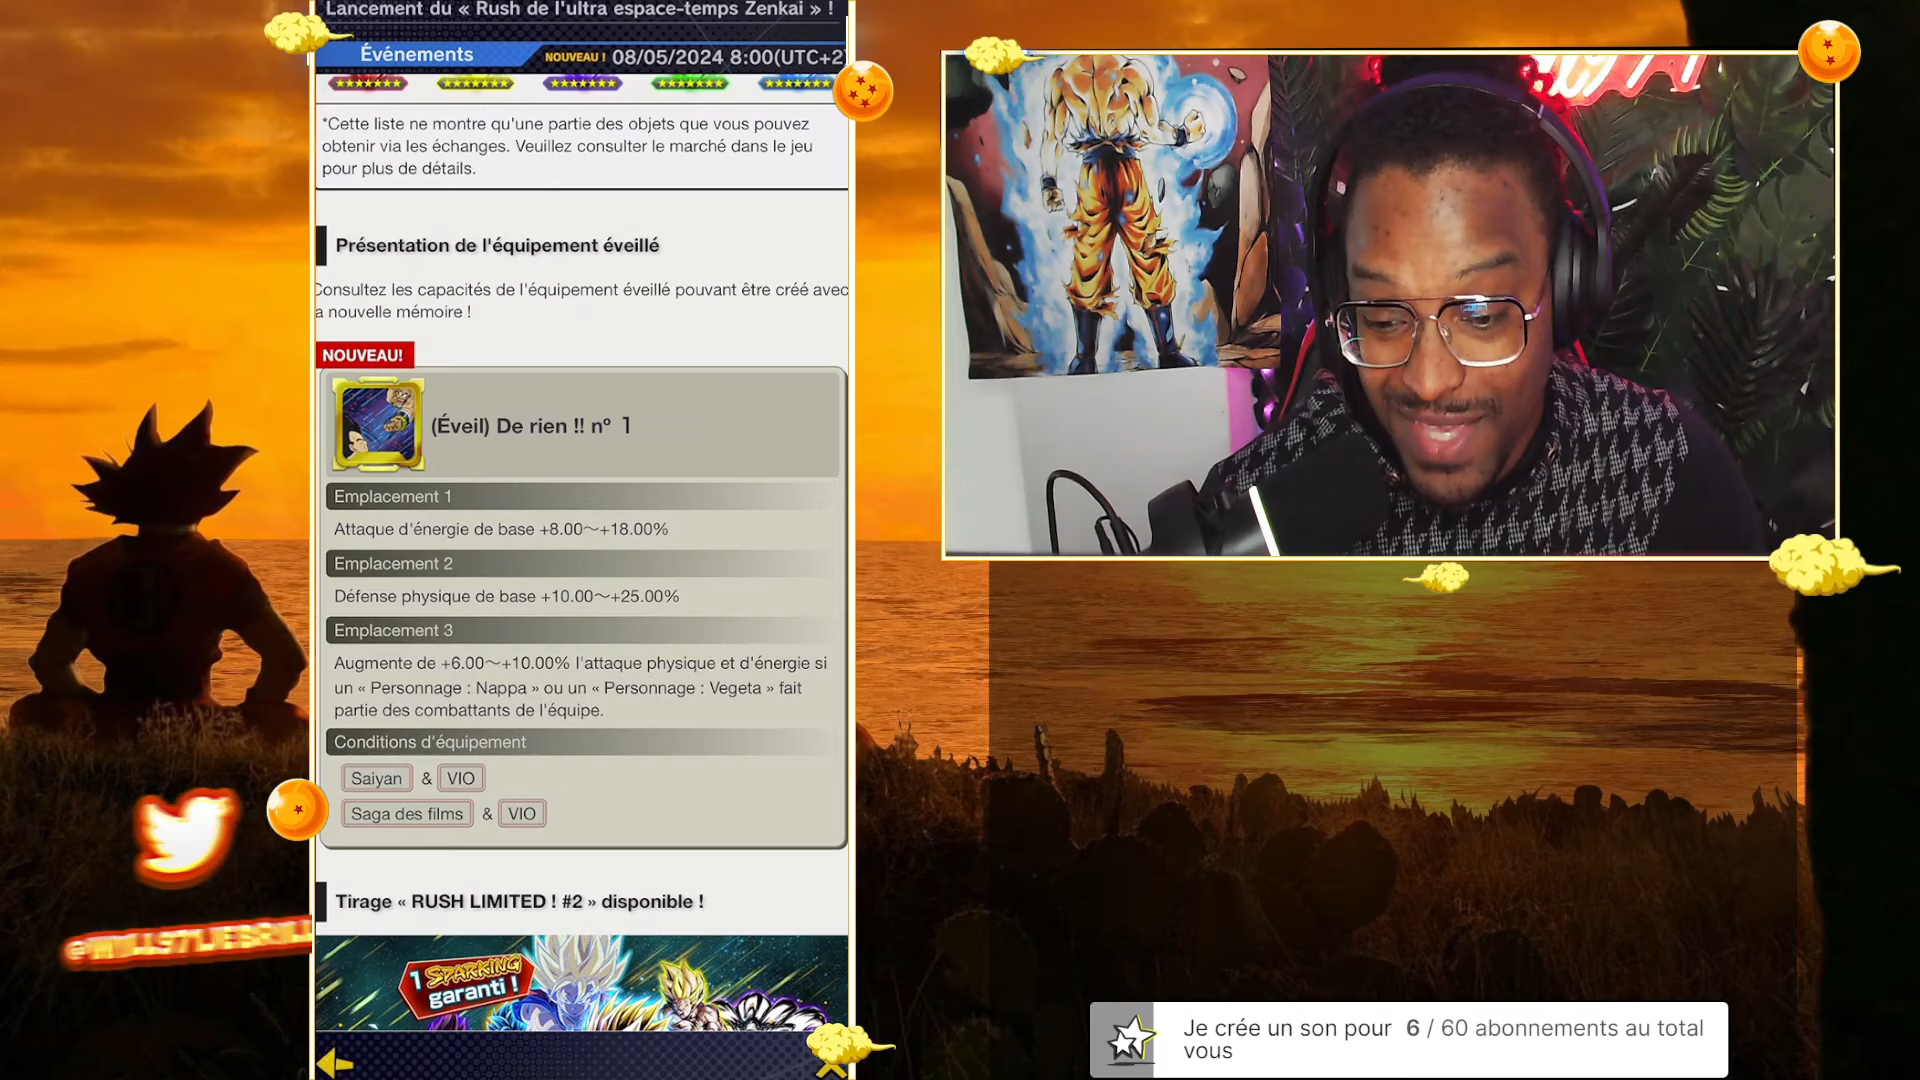 Lancement du « Rush de l'ultra espace-temps Zenkai » !
Événements
NOUVEAU ! 08/05/2024 8:00(UTC+2)
*Cette liste ne montre qu'une partie des objets que vous pouvez
obtenir via les échanges. Veuillez consulter le marché dans le jeu
pour plus de détails.
Présentation de l'équipement éveillé
Consultez les capacités de l'équipement éveillé pouvant être créé avec
a nouvelle mémoire !
NOUVEAU!
(Éveil) De rien !! nº 1
Emplacement 1
Attaque d'énergie de base +8.00～+18.00%
Emplacement 2
Défense physique de base +10.00～+25.00%
Emplacement 3
Augmente de +6.00～+10.00% l'attaque physique et d'énergie si
un « Personnage : Nappa » ou un « Personnage : Vegeta » fait
partie des combattants de l'équipe.
Conditions d'équipement
Saiyan & VIO
Saga des films & VIO
Tirage « RUSH LIMITED ! #2 » disponible !
1 SPARKING
garanti !
Je crée un son pour 6 / 60 abonnements au total
vous